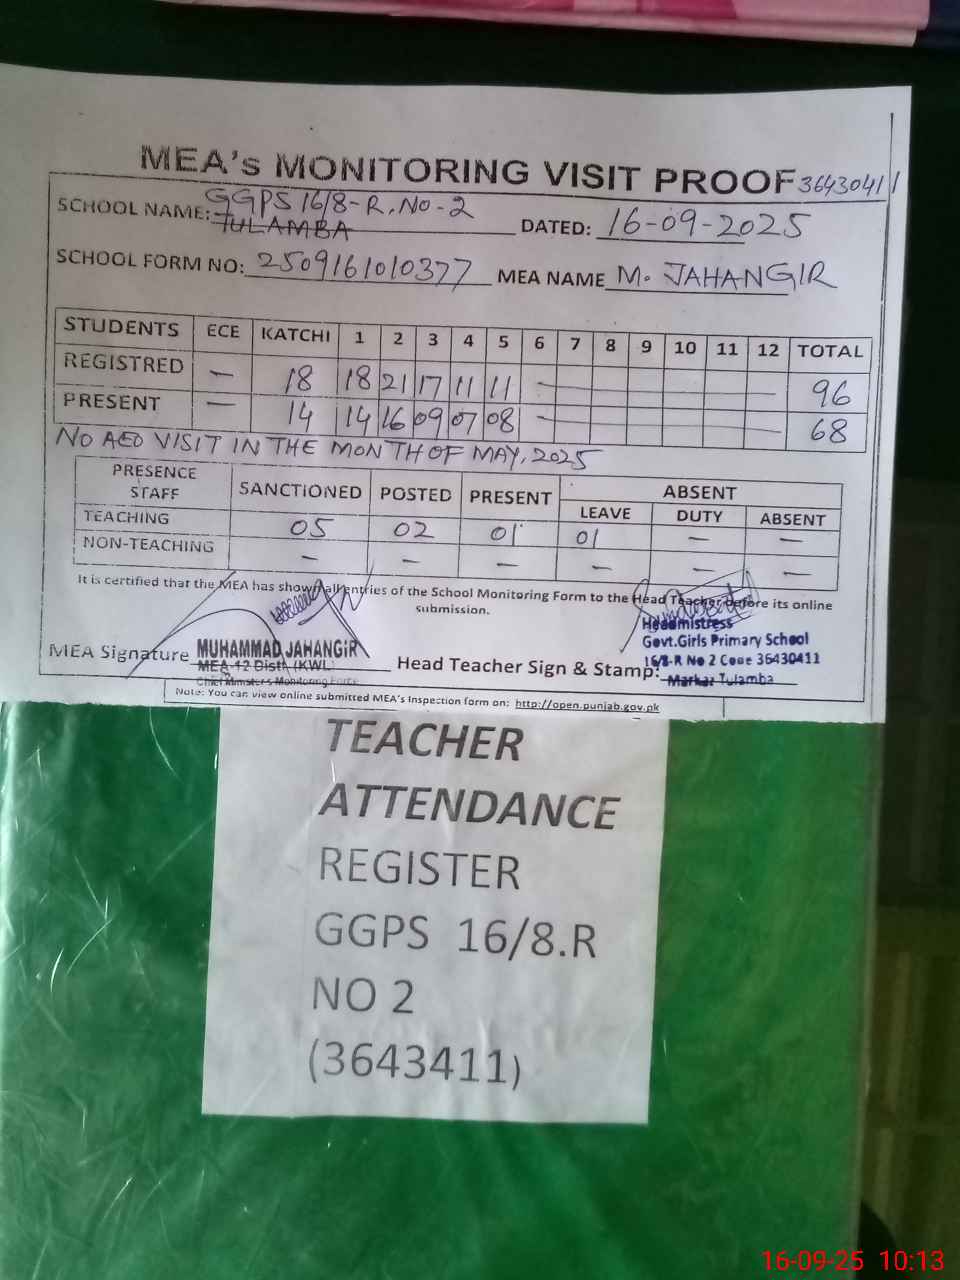 MEA's MONITORING VISIT PROOF 36430411
SCHOOL NAME: GGPS 16/8-R, No-2 DATED: 16-09-2025
TULAMBA
SCHOOL FORM NO: 2509161010377 MEA NAME M. JAHANGIR
STUDENTS ECE KATCHI 1 2 3 4 5 6 7 8 9 10 11 12 TOTAL
REGISTRED — 18 18 21 17 11 11 — 96
PRESENT — 14 14 16 09 07 08 — 68
NO AEO VISIT IN THE MONTH OF MAY, 2025
PRESENCE STAFF SANCTIONED POSTED PRESENT ABSENT
LEAVE DUTY ABSENT
TEACHING 05 02 01 01 — —
NON-TEACHING — — — — — —
It is certified that the MEA has shown all entries of the School Monitoring Form to the Head Teacher before its online
submission.
MEA Signature MUHAMMAD JAHANGIR
MEA-12 Distt (KWL)
Chief Minister's Monitoring Force
Head Teacher Sign & Stamp:
Headmistress
Govt.Girls Primary School
16/8-R No 2 Code 36430411
Markaz Tulamba
Note: You can view online submitted MEA's Inspection form on: http://open.punjab.gov.pk
TEACHER
ATTENDANCE
REGISTER
GGPS 16/8.R
NO 2
(3643411)
16-09-25 10:13